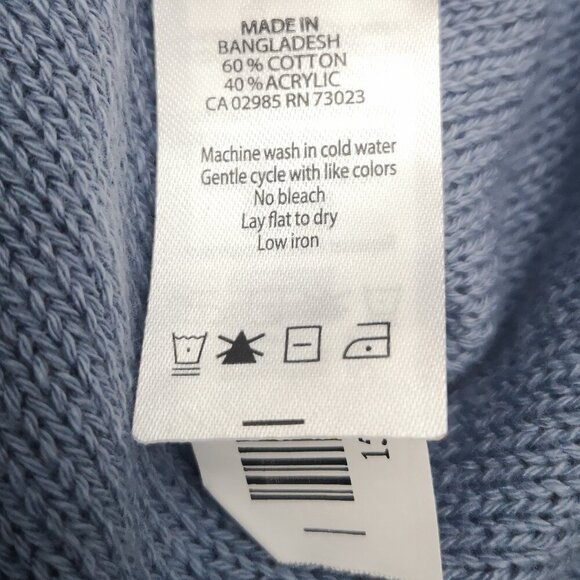 MADE IN
BANGLADESH
60 % COTTON
40 % ACRYLIC
CA 02985 RN 73023
Machine wash in cold water
Gentle cycle with like colors
No bleach
Lay flat to dry
Low iron